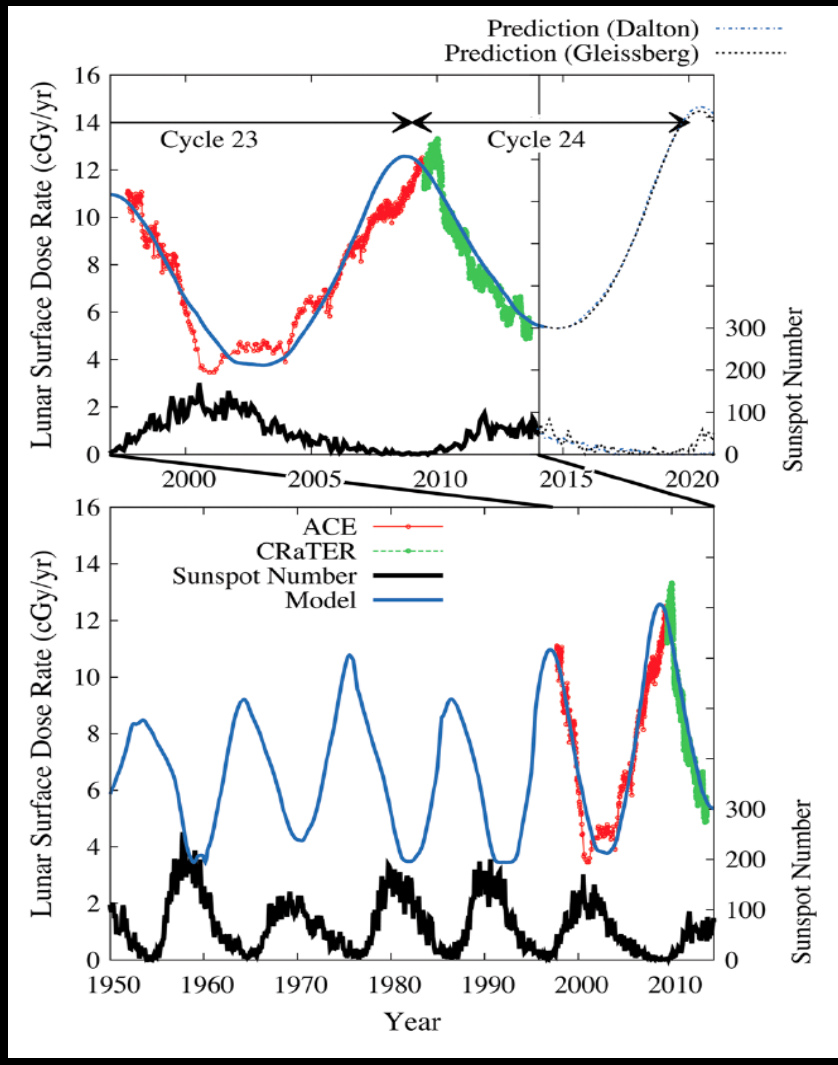 Prediction (Dalton)
Prediction (Gleissberg)
16
14
12
10
8
6
4
2
0
Lunar Surface Dose Rate (cGy/yr)
Cycle 23
Cycle 24
300
200
100
0
Sunspot Number
2000
2005
2010
2015
2020
16
14
12
10
8
6
4
2
0
Lunar Surface Dose Rate (cGy/yr)
ACE
CRaTER
Sunspot Number
Model
300
200
100
0
Sunspot Number
1950
1960
1970
1980
1990
2000
2010
Year